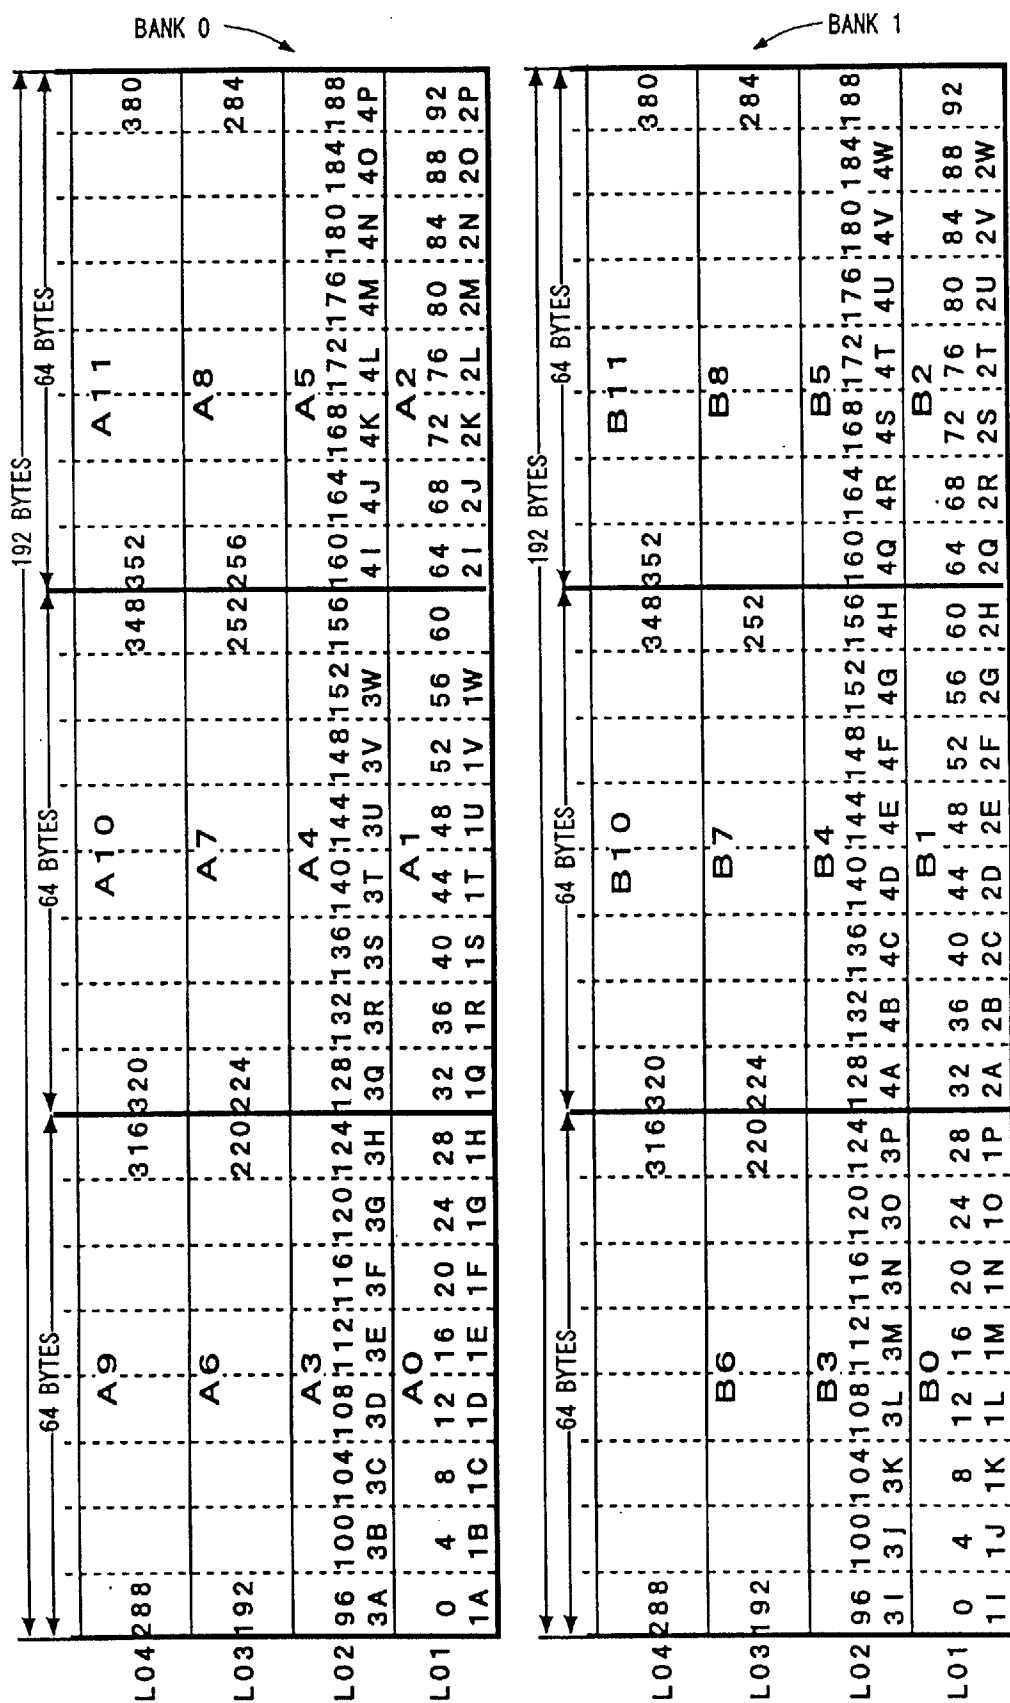 BANK 0
192 BYTES
64 BYTES 64 BYTES 64 BYTES
A9 A10 A11
L04 288 316 320 348 352 380
A6 A7 A8
L03 192 220 224 252 256 284
A3 A4 A5
L02 96 100 104 108 112 116 120 124 128 132 136 140 144 148 152 156 160 164 168 172 176 180 184 188
3A 3B 3C 3D 3E 3F 3G 3H 3Q 3R 3S 3T 3U 3V 3W 4I 4J 4K 4L 4M 4N 4O 4P
A0 A1 A2
L01 0 4 8 12 16 20 24 28 32 36 40 44 48 52 56 60 64 68 72 76 80 84 88 92
1A 1B 1C 1D 1E 1F 1G 1H 1Q 1R 1S 1T 1U 1V 1W 2I 2J 2K 2L 2M 2N 2O 2P
BANK 1
192 BYTES
64 BYTES 64 BYTES 64 BYTES
B10 B11
L04 288 316 320 348 352 380
B6 B7 B8
L03 192 220 224 252 284
B3 B4 B5
L02 96 100 104 108 112 116 120 124 128 132 136 140 144 148 152 156 160 164 168 172 176 180 184 188
3I 3J 3K 3L 3M 3N 3O 3P 4A 4B 4C 4D 4E 4F 4G 4H 4Q 4R 4S 4T 4U 4V 4W
B0 B1 B2
L01 0 4 8 12 16 20 24 28 32 36 40 44 48 52 56 60 64 68 72 76 80 84 88 92
1I 1J 1K 1L 1M 1N 1O 1P 2A 2B 2C 2D 2E 2F 2G 2H 2Q 2R 2S 2T 2U 2V 2W